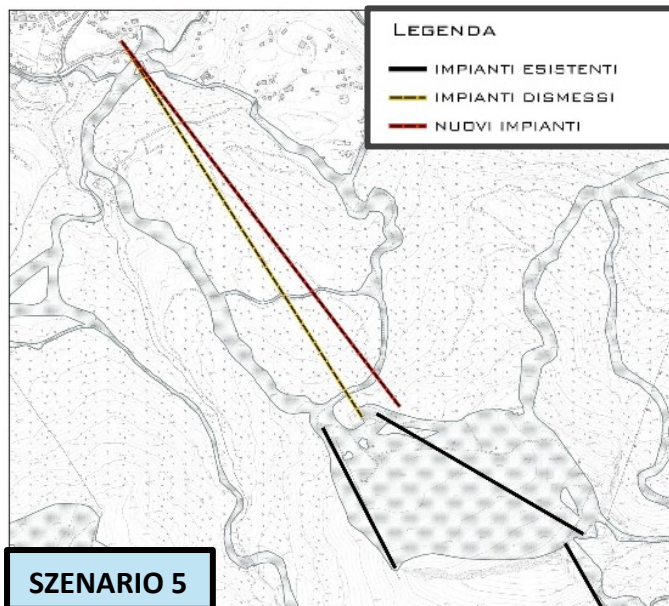 LEGENDA
IMPIANTI ESISTENTI
IMPIANTI DISMESSI
NUOVI IMPIANTI
SZENARIO 5